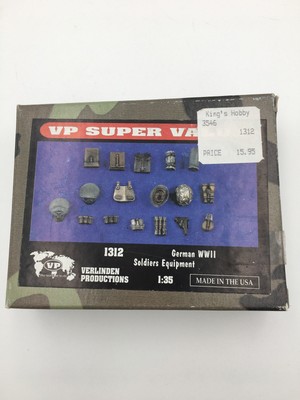 VP SUPER VA
King's Hobby
3546
1312
PRICE 15.95
1312
German WWII
Soldiers Equipment
VP
VERLINDEN
PRODUCTIONS
1:35
MADE IN THE USA